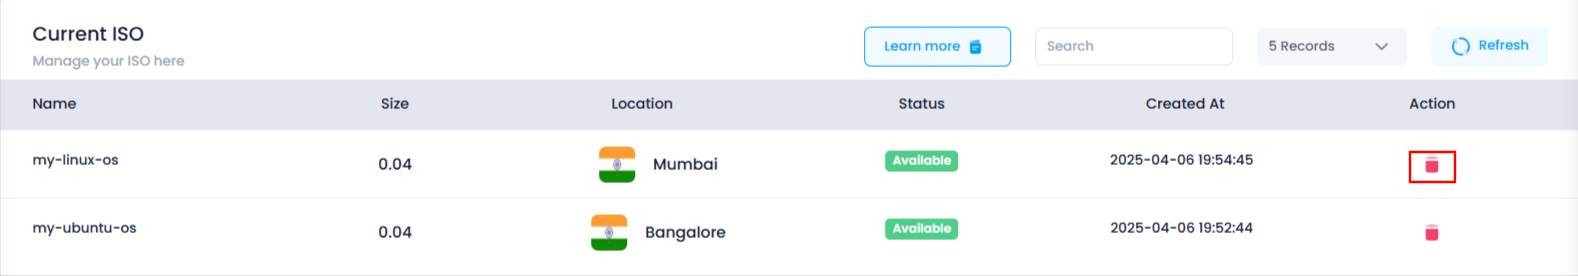 Current ISO
Manage your ISO here
Learn more
Search
5 Records
Refresh
Name Size Location Status Created At Action
my-linux-os 0.04 Mumbai Available 2025-04-06 19:54:45
my-ubuntu-os 0.04 Bangalore Available 2025-04-06 19:52:44